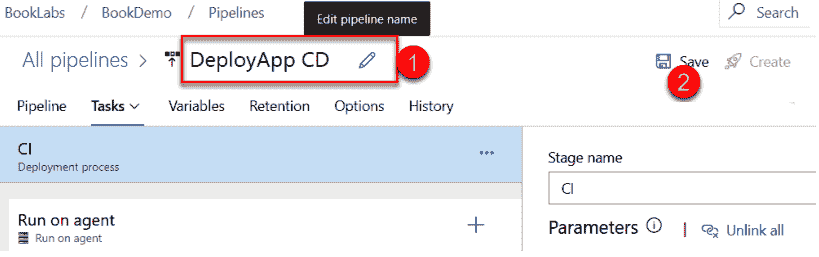 BookLabs / BookDemo / Pipelines
Edit pipeline name
Search
All pipelines > DeployApp CD
1
Save
Create
2
Pipeline Tasks Variables Retention Options History
CI
Deployment process
...
Stage name
CI
Run on agent
Run on agent
+
Parameters
Unlink all